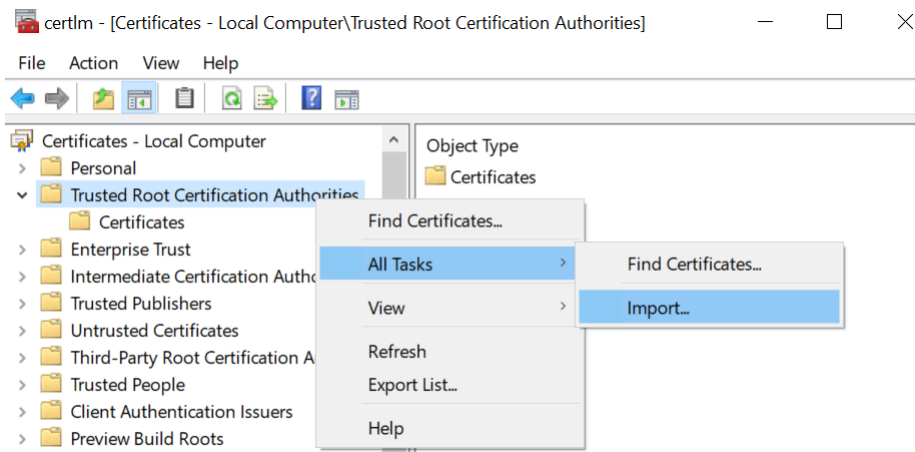 certlm - [Certificates - Local Computer\Trusted Root Certification Authorities]
File Action View Help
Certificates - Local Computer
Personal
Trusted Root Certification Authorities
Certificates
Enterprise Trust
Intermediate Certification Autho
Trusted Publishers
Untrusted Certificates
Third-Party Root Certification A
Trusted People
Client Authentication Issuers
Preview Build Roots
Object Type
Certificates
Find Certificates...
All Tasks
View
Refresh
Export List...
Help
Find Certificates...
Import...